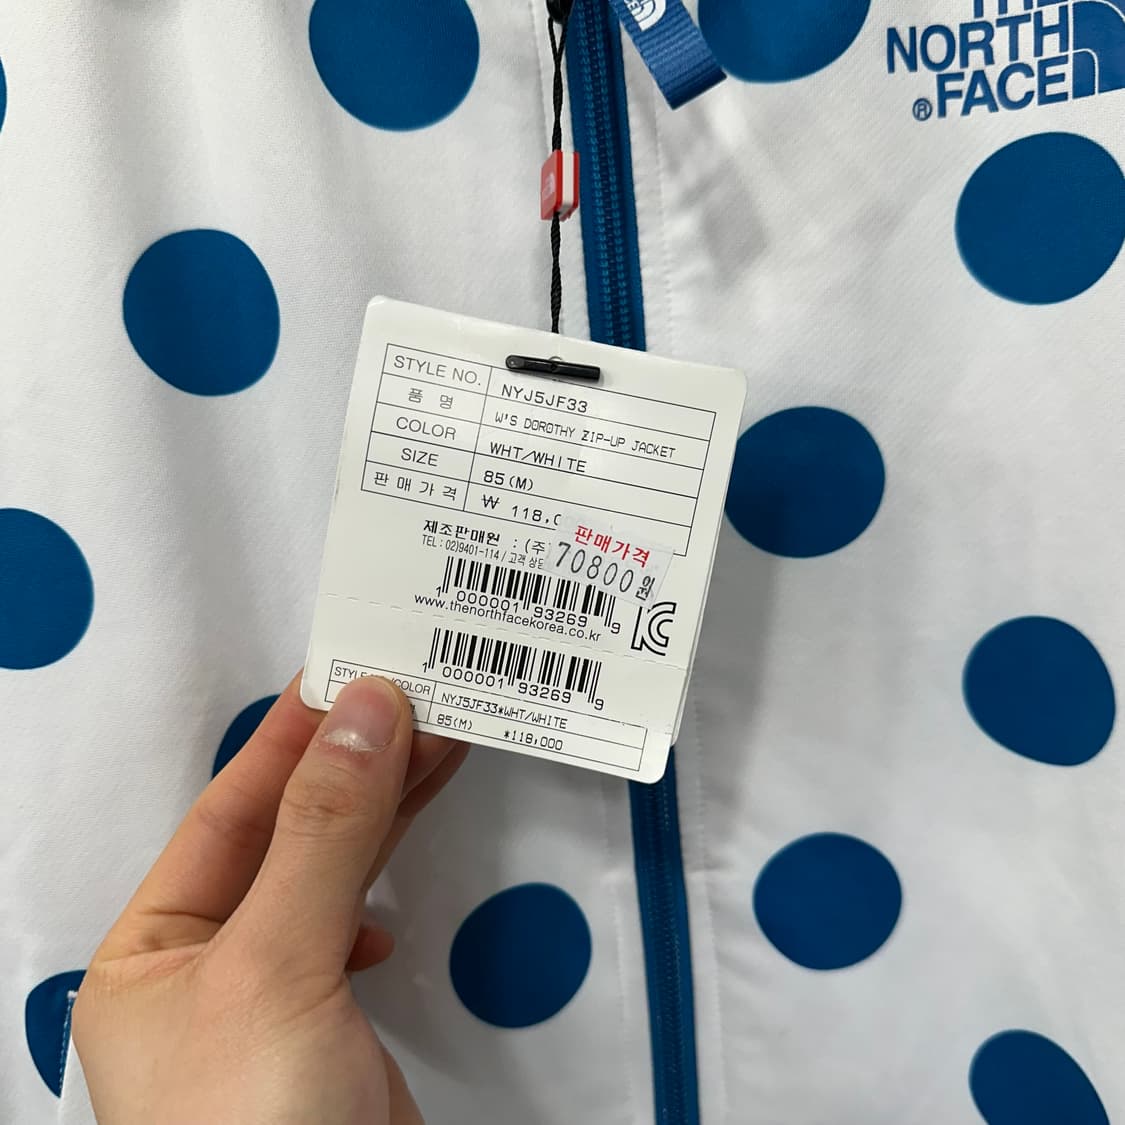 NORTH
FACE
®
STYLE NO. NYJ5JF33
품 명 W'S DOROTHY ZIP-UP JACKET
COLOR WHT/WHITE
SIZE 85(M)
판 매 가 격 ₩ 118,0
판매가격
70800원
제조판매원 : (주
TEL : 02)9401-114 / 고객 상담
1 000001 93269 9
www.thenorthfacekorea.co.kr
1 000001 93269 9
/COLOR NYJ5JF33*WHT/WHITE
85(M) *118,000